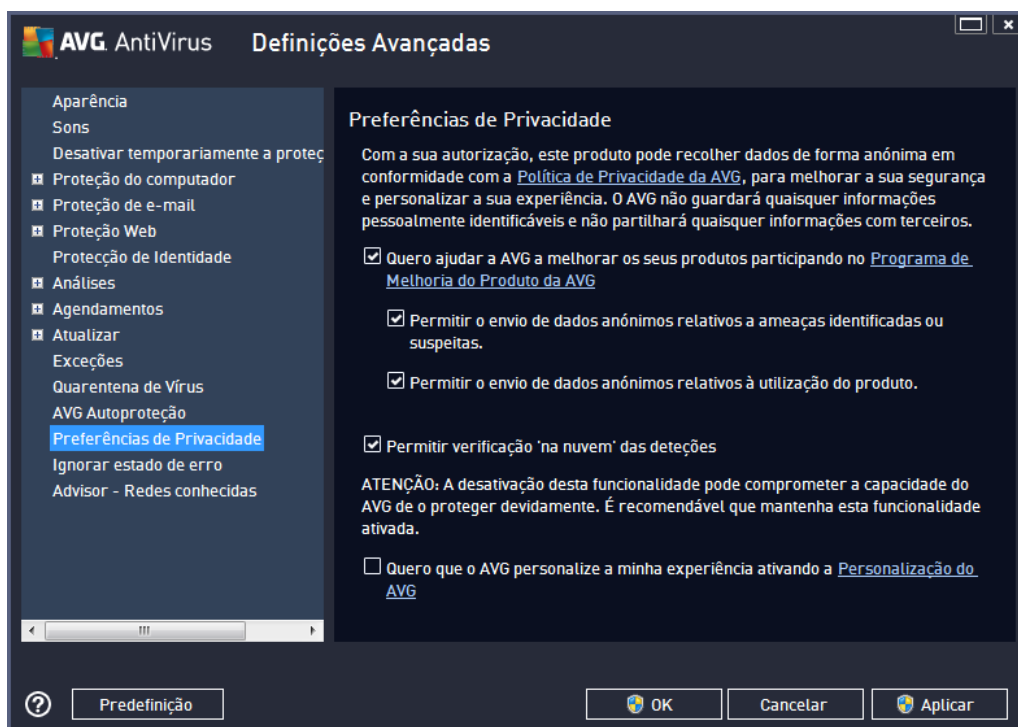 AVG. AntiVirus Definições Avançadas
Aparência
Sons
Desativar temporariamente a proteç
Proteção do computador
Proteção de e-mail
Proteção Web
Protecção de Identidade
Análises
Agendamentos
Atualizar
Exceções
Quarentena de Vírus
AVG Autoproteção
Preferências de Privacidade
Ignorar estado de erro
Advisor - Redes conhecidas
Preferências de Privacidade
Com a sua autorização, este produto pode recolher dados de forma anónima em
conformidade com a Política de Privacidade da AVG, para melhorar a sua segurança
e personalizar a sua experiência. O AVG não guardará quaisquer informações
pessoalmente identificáveis e não partilhará quaisquer informações com terceiros.
Quero ajudar a AVG a melhorar os seus produtos participando no Programa de
Melhoria do Produto da AVG
Permitir o envio de dados anónimos relativos a ameaças identificadas ou
suspeitas.
Permitir o envio de dados anónimos relativos à utilização do produto.
Permitir verificação 'na nuvem' das deteções
ATENÇÃO: A desativação desta funcionalidade pode comprometer a capacidade do
AVG de o proteger devidamente. É recomendável que mantenha esta funcionalidade
ativada.
Quero que o AVG personalize a minha experiência ativando a Personalização do
AVG
? Predefinição OK Cancelar Aplicar